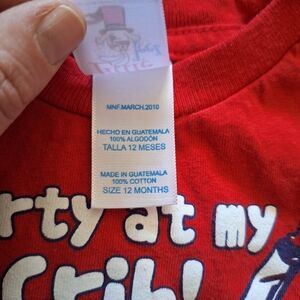 MNF.MARCH.2010
HECHO EN GUATEMALA
100% ALGODÓN
TALLA 12 MESES
MADE IN GUATEMALA
100% COTTON
SIZE 12 MONTHS
rty at my
Crib!